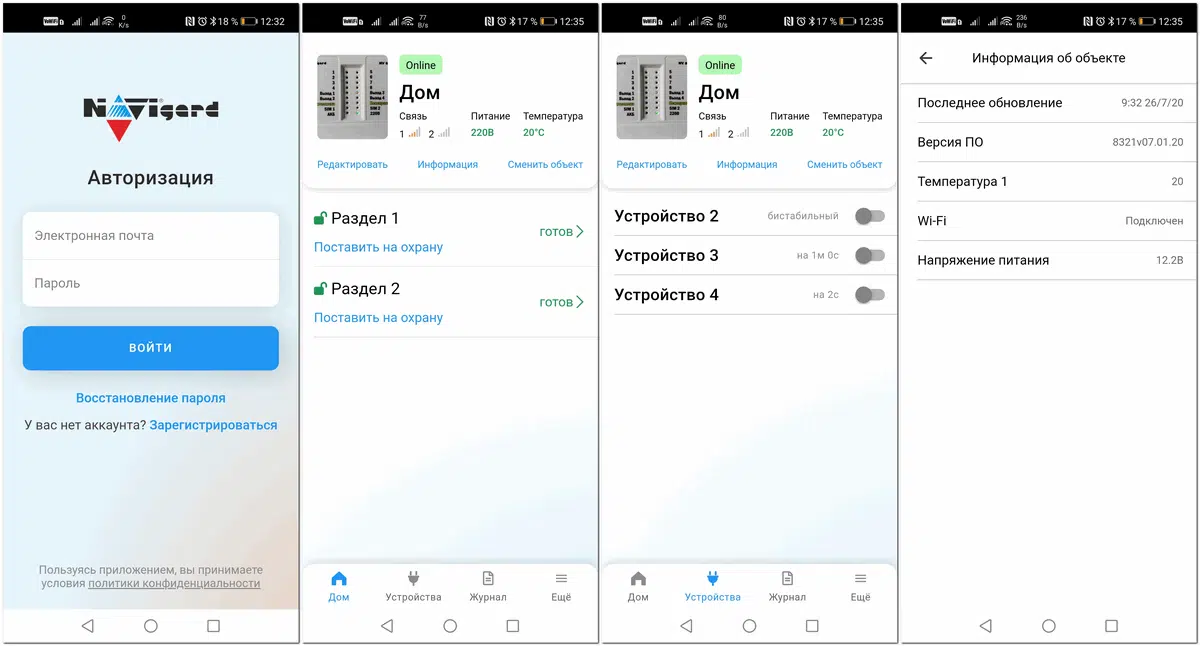 VoWiFi
0
K/s
18 %
12:32
Navigard
Авторизация
Электронная почта
Пароль
ВОЙТИ
Восстановление пароля
У вас нет аккаунта? Зарегистрироваться
Пользуясь приложением, вы принимаете
условия политики конфиденциальности
VoWiFi
77
B/s
17 %
12:35
Online
Дом
Связь
Питание
Температура
1
2
220В
20°C
Редактировать
Информация
Сменить объект
Раздел 1
готов
Поставить на охрану
Раздел 2
готов
Поставить на охрану
Дом
Устройства
Журнал
Ещё
VoWiFi
80
B/s
17 %
12:35
Online
Дом
Связь
Питание
Температура
1
2
220В
20°C
Редактировать
Информация
Сменить объект
Устройство 2
бистабильный
Устройство 3
на 1м 0с
Устройство 4
на 2с
Дом
Устройства
Журнал
Ещё
VoWiFi
236
B/s
17 %
12:35
Информация об объекте
Последнее обновление
9:32 26/7/20
Версия ПО
8321v07.01.20
Температура 1
20
Wi-Fi
Подключен
Напряжение питания
12.2В